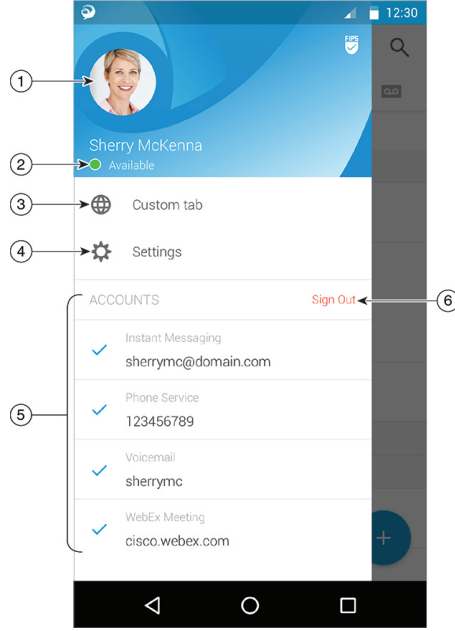 12:30
FIPS
1
Sherry McKenna
2
Available
3
Custom tab
4
Settings
ACCOUNTS
Sign Out
6
Instant Messaging
sherrymc@domain.com
5
Phone Service
123456789
Voicemail
sherrymc
WebEx Meeting
cisco.webex.com
+